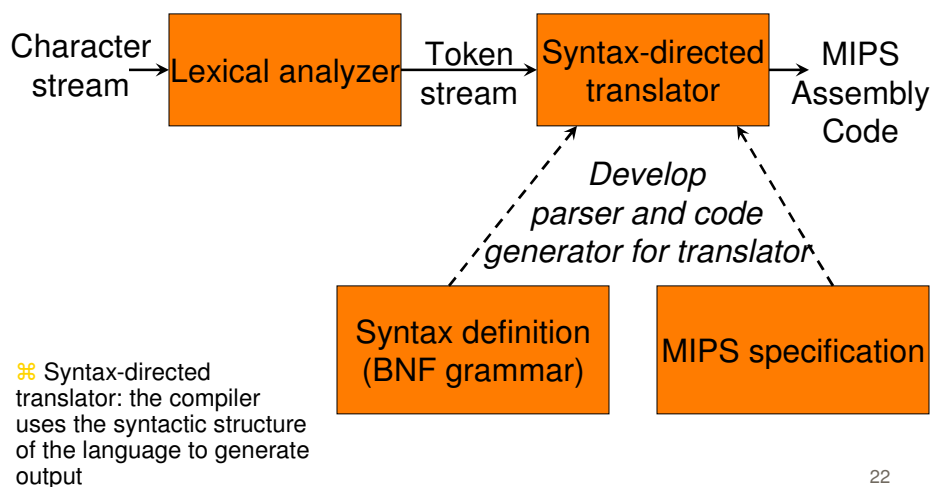 Character
stream
Lexical analyzer
Token
stream
Syntax-directed
translator
MIPS
Assembly
Code
Develop
parser and code
generator for translator
Syntax definition
(BNF grammar)
MIPS specification
⌘ Syntax-directed
translator: the compiler
uses the syntactic structure
of the language to generate
output
22